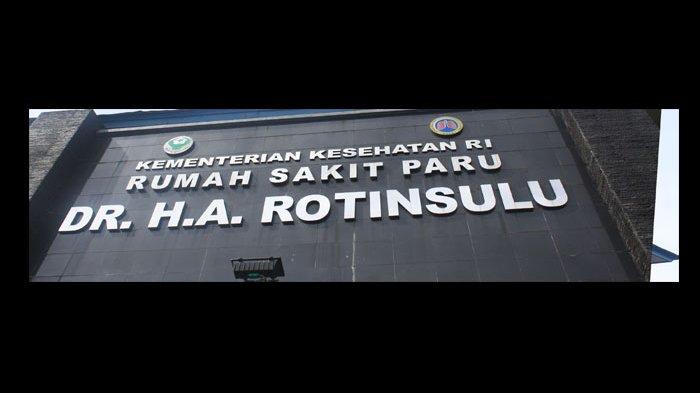 KEMENTERIAN KESEHATAN RI
RUMAH SAKIT PARU
DR. H.A. ROTINSULU